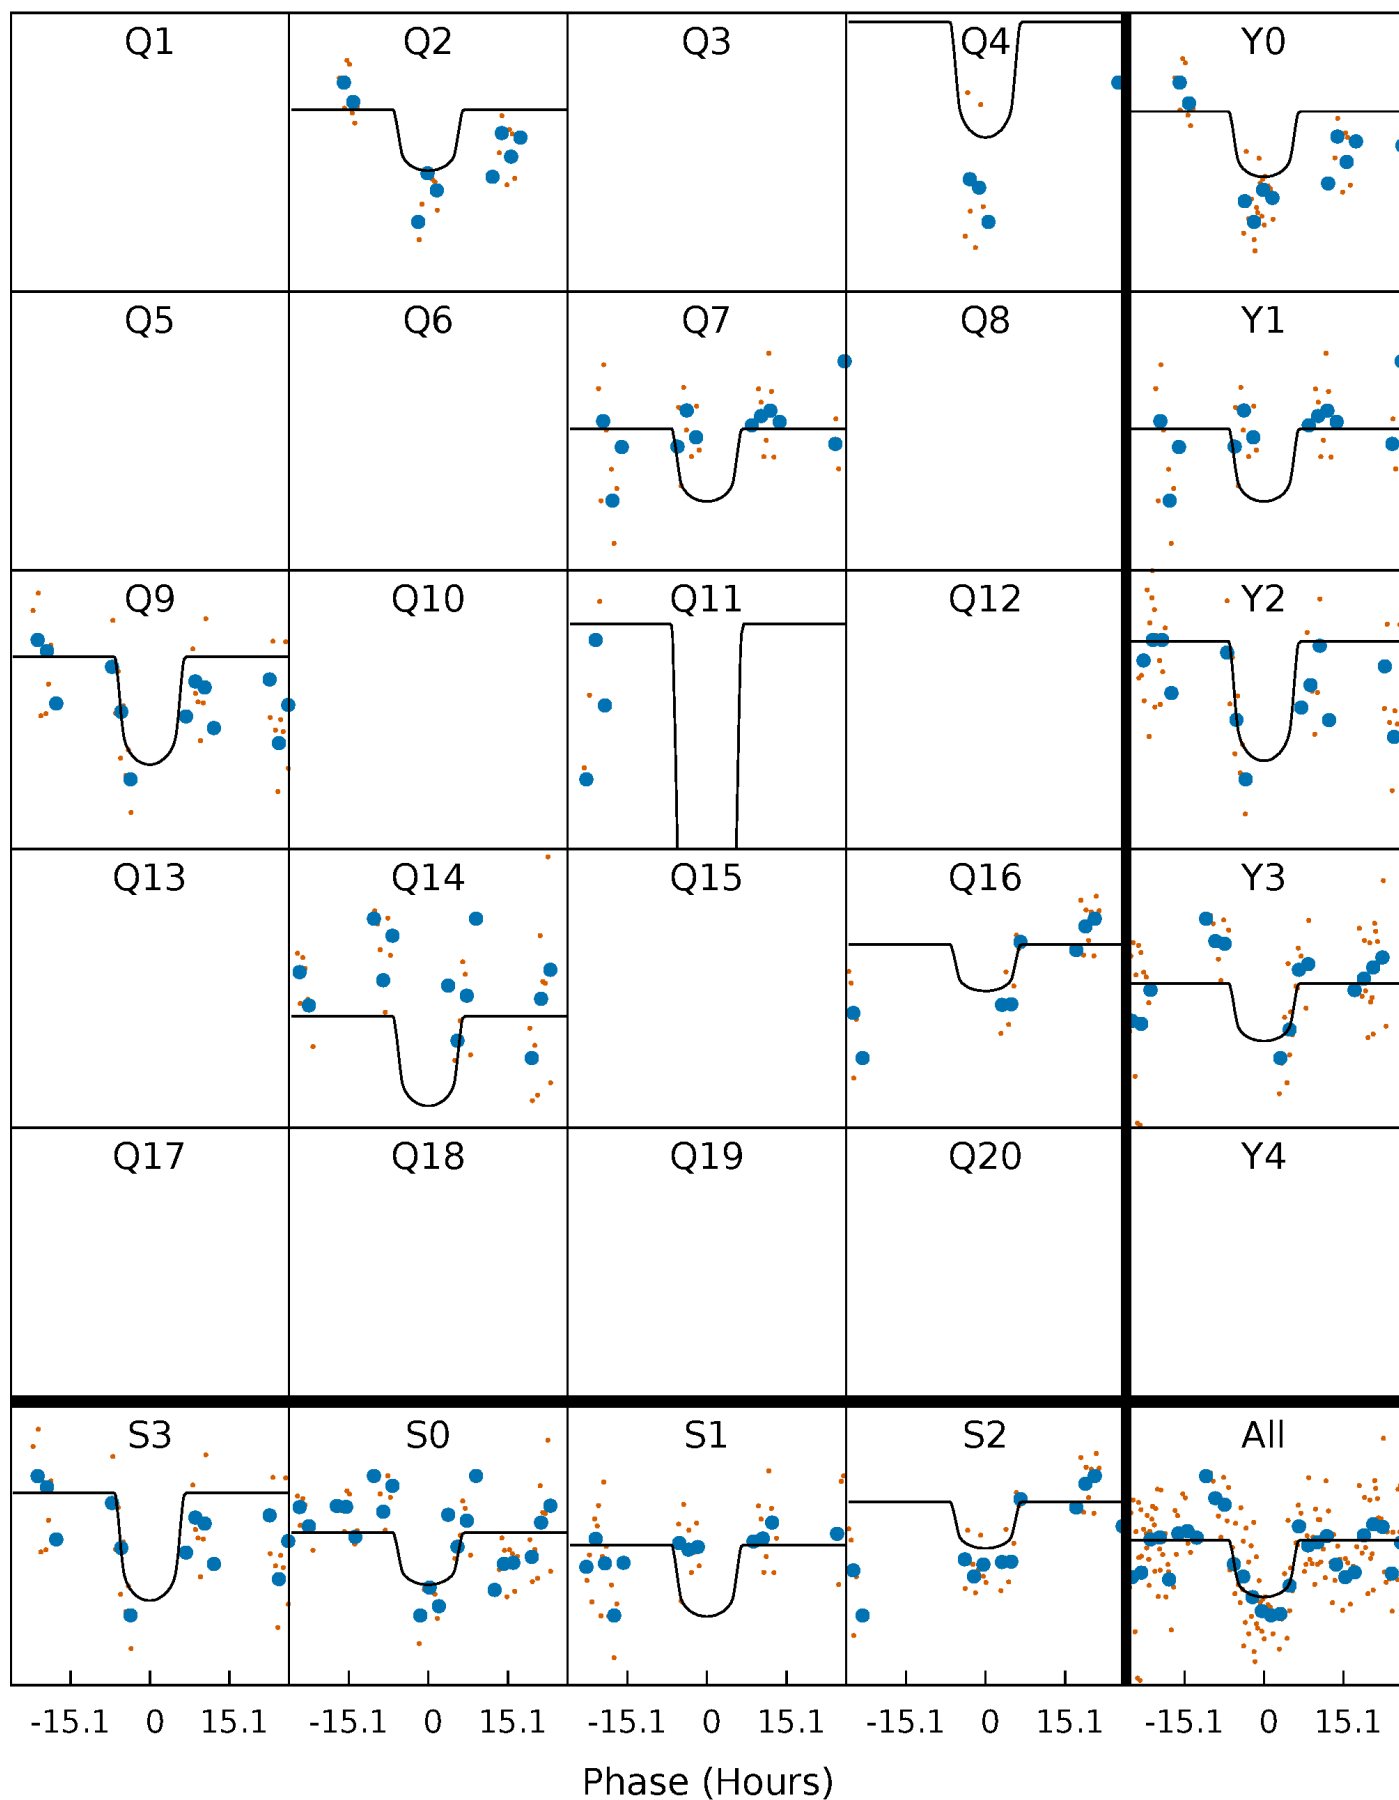 Q1 Q2 Q3 Q4 Y0
Q5 Q6 Q7 Q8 Y1
Q9 Q10 Q11 Q12 Y2
Q13 Q14 Q15 Q16 Y3
Q17 Q18 Q19 Q20 Y4
S3 S0 S1 S2 All
-15.1 0 15.1 -15.1 0 15.1 -15.1 0 15.1 -15.1 0 15.1 -15.1 0 15.1
Phase (Hours)